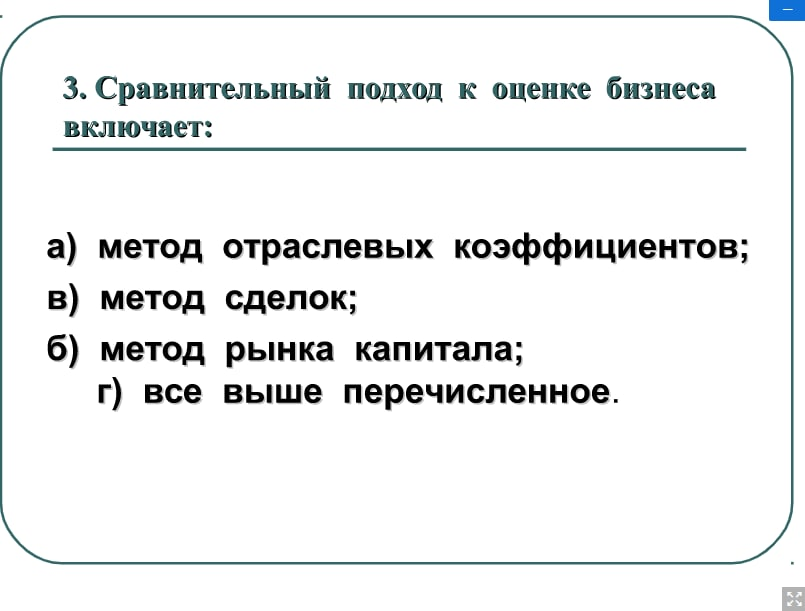 3. Сравнительный подход к оценке бизнеса
включает:
а) метод отраслевых коэффициентов;
в) метод сделок;
б) метод рынка капитала;
г) все выше перечисленное.